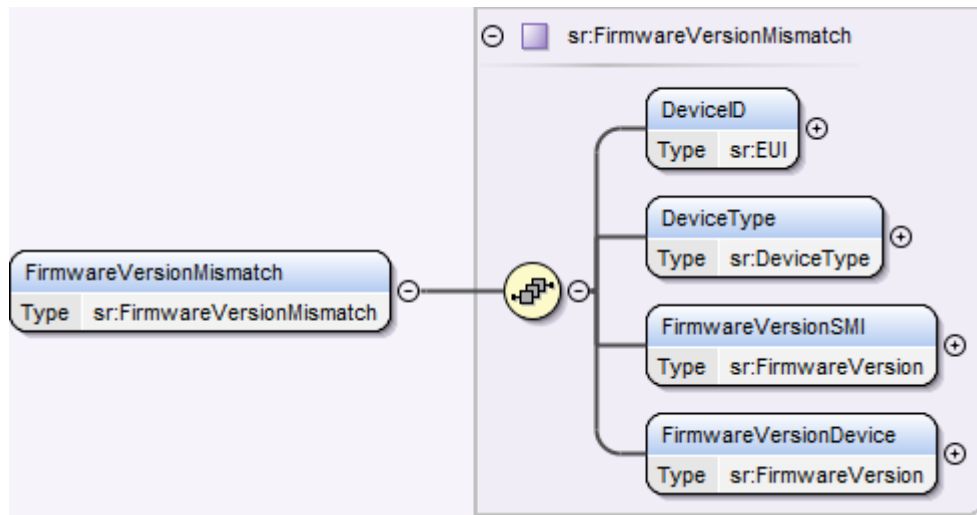 sr:FirmwareVersionMismatch
DeviceID
Type sr:EUI
DeviceType
Type sr:DeviceType
FirmwareVersionMismatch
Type sr:FirmwareVersionMismatch
FirmwareVersionSMI
Type sr:FirmwareVersion
FirmwareVersionDevice
Type sr:FirmwareVersion